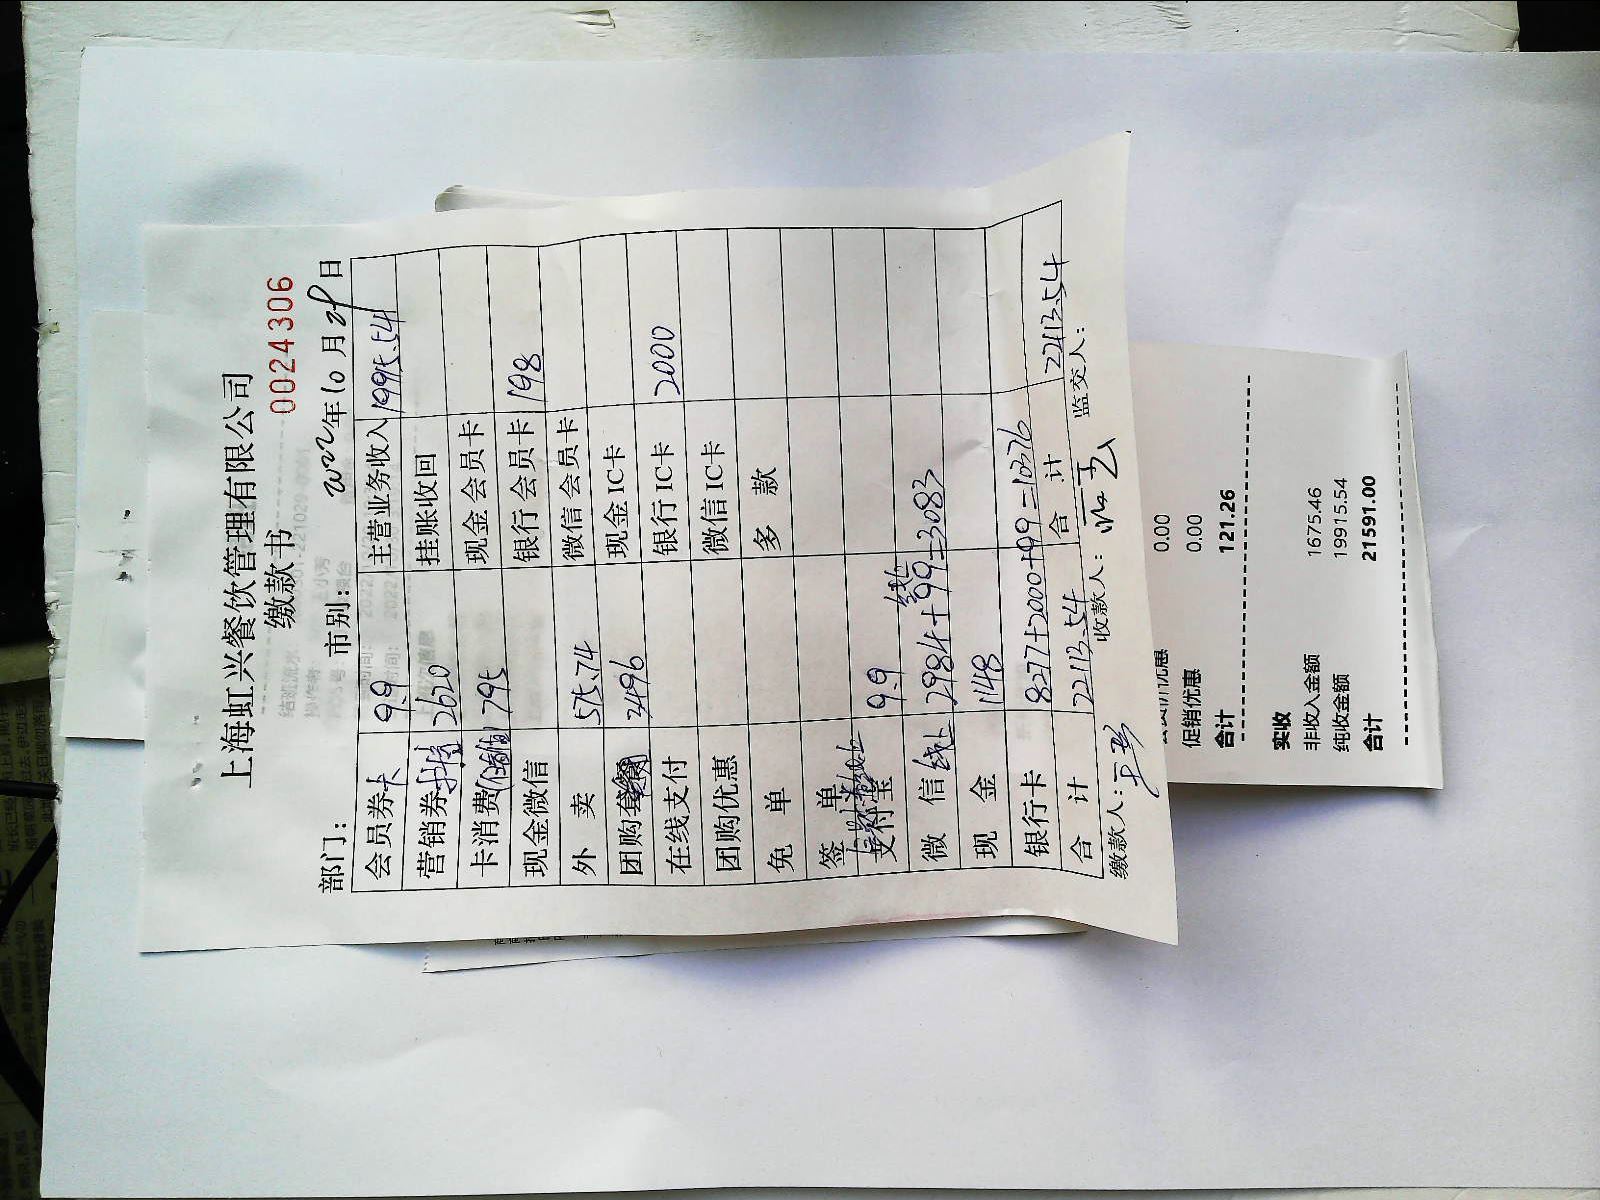 上海虹兴餐饮管理有限公司
缴款书
0024306
部门： 市别： 2022年10月29日
会员券卡 9.9 主营业务收入 19915.54
营销券 2620 挂账收回
卡消费(储值) 795 现金会员卡
现金微信 银行会员卡 198
外 卖 575.74 微信会员卡
团购 2496 现金IC卡
在线支付 银行IC卡 2000
团购优惠 微信IC卡
免 单 多 款
签 单
支付宝 9.9
微 信 线上 2984+99=3083
现 金 1148
银行卡 8277+2000+99=10376
合 计 22113.54 合 计 22113.54
缴款人： 收款人： 监交人：
0.00
促销优惠 0.00
合计 121.26
实收
非收入金额 1675.46
纯收金额 19915.54
合计 21591.00